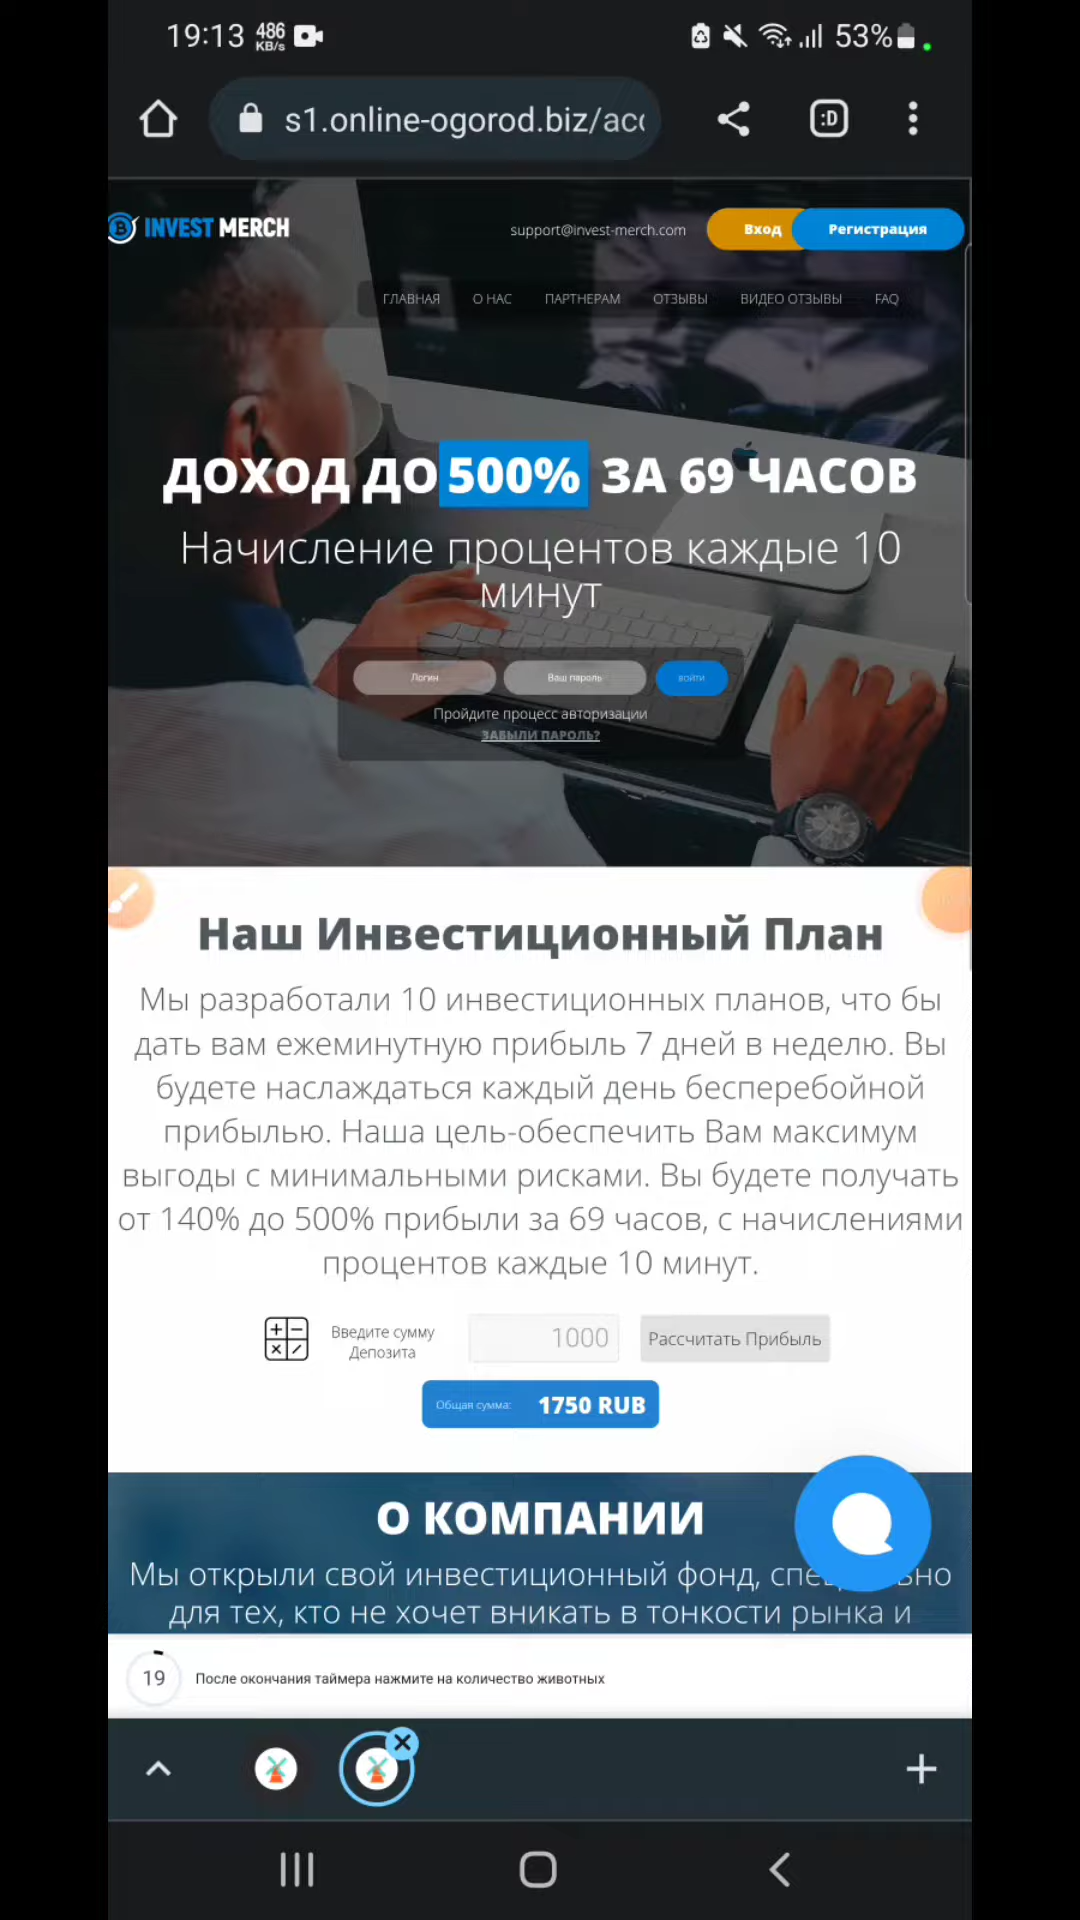 19:13 486 KB/s 53%
s1.online-ogorod.biz/acc
:D
INVEST MERCH
support@invest-merch.com
Вход
Регистрация
ГЛАВНАЯ О НАС ПАРТНЕРАМ ОТЗЫВЫ ВИДЕО ОТЗЫВЫ FAQ
ДОХОД ДО 500% ЗА 69 ЧАСОВ
Начисление процентов каждые 10
минут
Логин Ваш пароль ВОЙТИ
Пройдите процесс авторизации
ЗАБЫЛИ ПАРОЛЬ?
Наш Инвестиционный План
Мы разработали 10 инвестиционных планов, что бы
дать вам ежеминутную прибыль 7 дней в неделю. Вы
будете наслаждаться каждый день бесперебойной
прибылью. Наша цель-обеспечить Вам максимум
выгоды с минимальными рисками. Вы будете получать
от 140% до 500% прибыли за 69 часов, с начислениями
процентов каждые 10 минут.
Введите сумму
Депозита
1000
Рассчитать Прибыль
Общая сумма: 1750 RUB
О КОМПАНИИ
Мы открыли свой инвестиционный фонд,
для тех, кто не хочет вникать в тонкости рынка и
19 После окончания таймера нажмите на количество животных